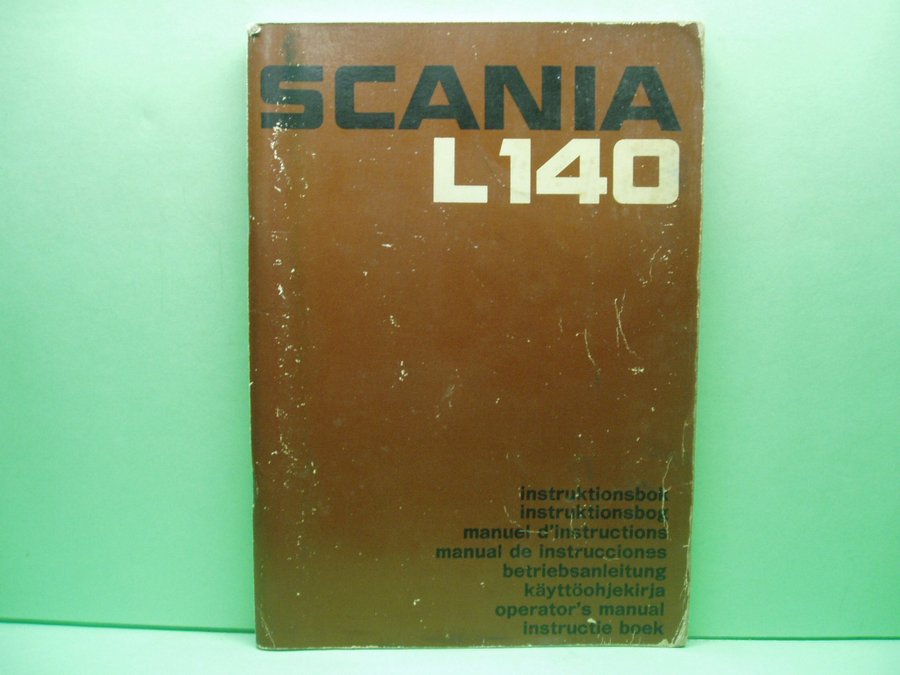 SCANIA
L140
instruktionsbok
instruktionsbog
manuel d'instructions
manual de instrucciones
betriebsanleitung
käyttöohjekirja
operator's manual
instructie boek